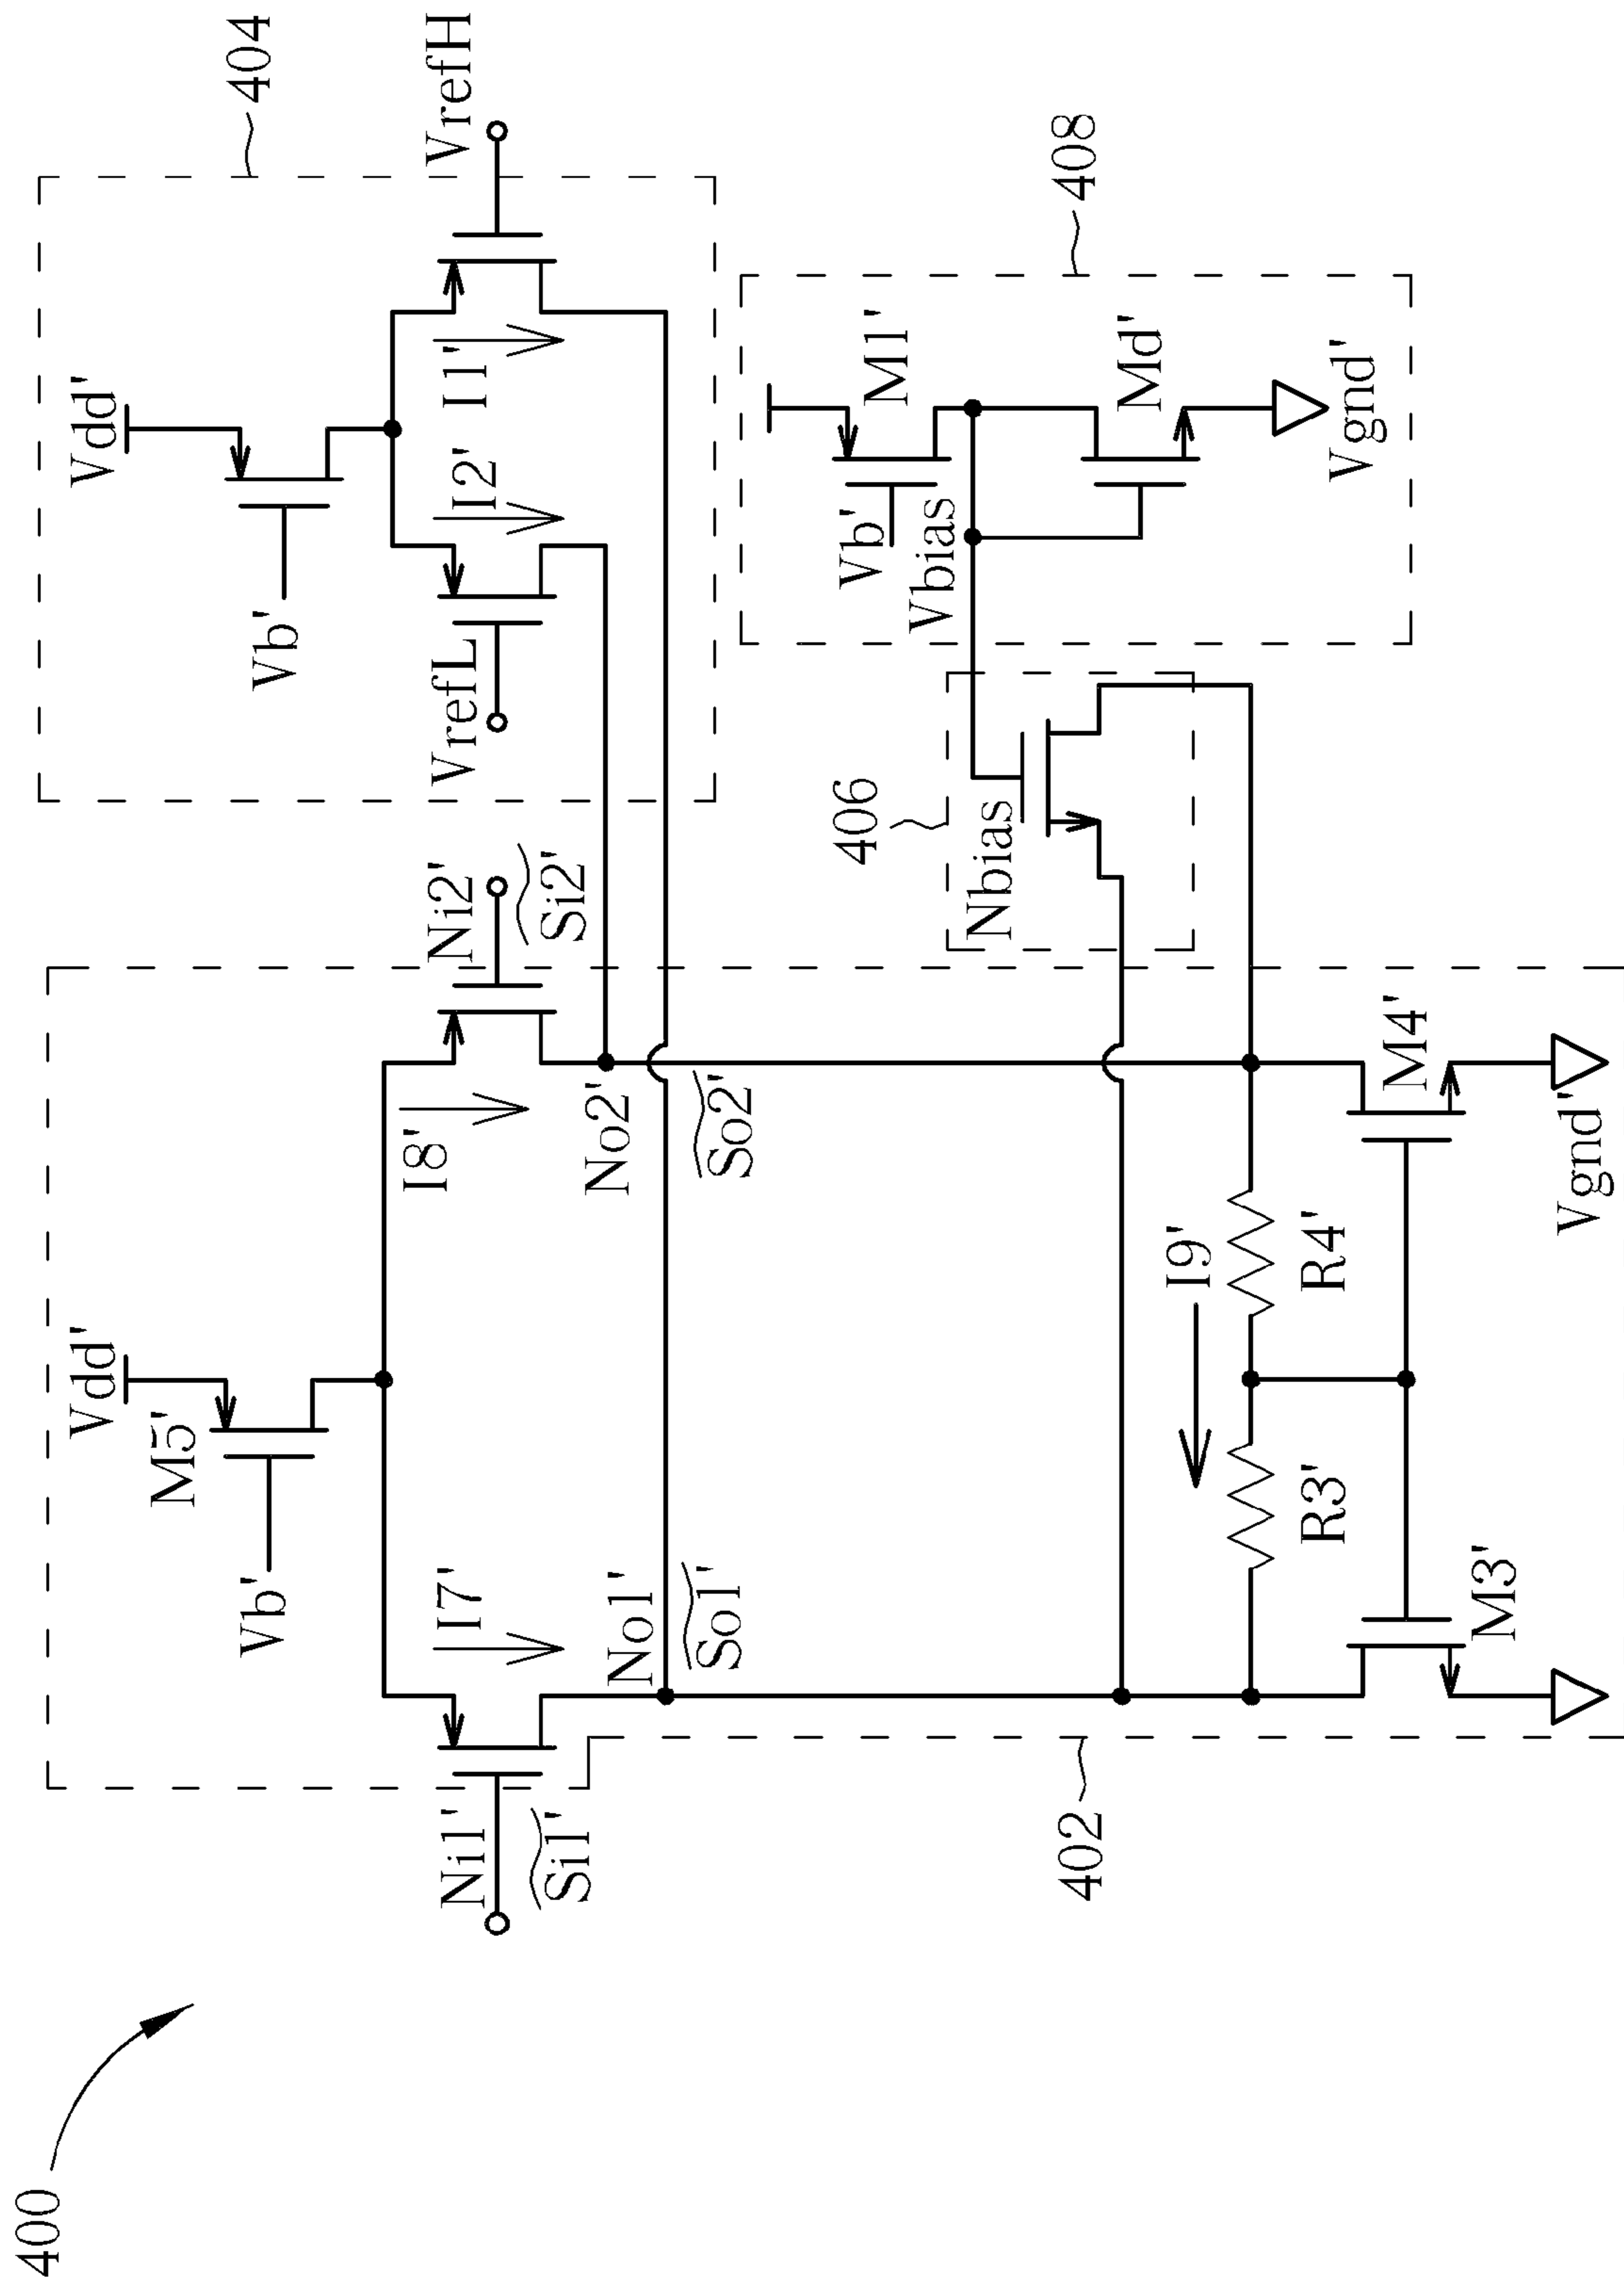 400
404
Vdd'
Vdd'
M5'
Vb'
Vb'
VrefH
I1'
I2'
VrefL
Ni2'
Si2'
I8'
I7'
Ni1'
Si1'
No2'
So2'
No1'
So1'
408
M1'
Vb'
Vbias
Md'
Vgnd'
406
Nbias
402
I9'
R4'
R3'
M4'
M3'
Vgnd'